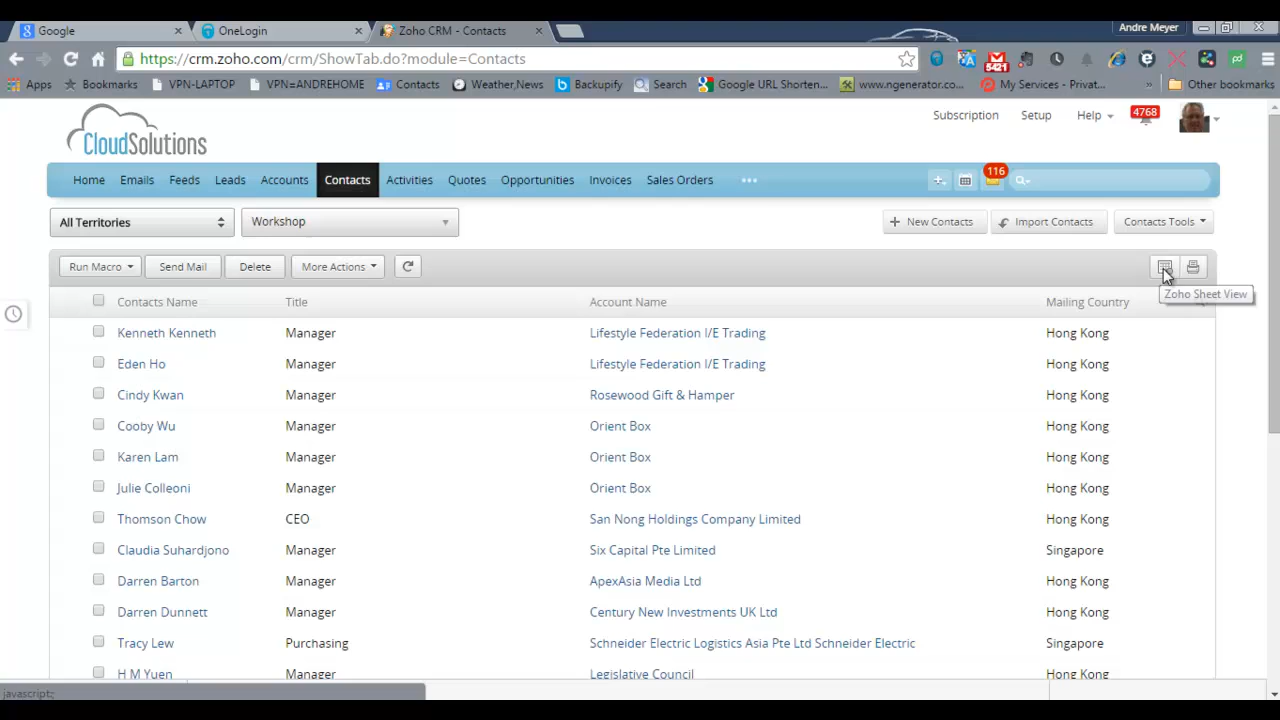 Google
OneLogin
Zoho CRM - Contacts
Andre Meyer
https://crm.zoho.com/crm/ShowTab.do?module=Contacts
5421
Apps Bookmarks VPN-LAPTOP VPN=ANDREHOME Contacts Weather,News Backupify Search Google URL Shorten... www.ngenerator.co... My Services - Privat... » Other bookmarks
CloudSolutions
Subscription Setup Help 4768
Home Emails Feeds Leads Accounts Contacts Activities Quotes Opportunities Invoices Sales Orders ••• 116
All Territories Workshop + New Contacts Import Contacts Contacts Tools
Run Macro Send Mail Delete More Actions
Zoho Sheet View
Contacts Name Title Account Name Mailing Country
Kenneth Kenneth Manager Lifestyle Federation I/E Trading Hong Kong
Eden Ho Manager Lifestyle Federation I/E Trading Hong Kong
Cindy Kwan Manager Rosewood Gift & Hamper Hong Kong
Cooby Wu Manager Orient Box Hong Kong
Karen Lam Manager Orient Box Hong Kong
Julie Colleoni Manager Orient Box Hong Kong
Thomson Chow CEO San Nong Holdings Company Limited Hong Kong
Claudia Suhardjono Manager Six Capital Pte Limited Singapore
Darren Barton Manager ApexAsia Media Ltd Hong Kong
Darren Dunnett Manager Century New Investments UK Ltd Hong Kong
Tracy Lew Purchasing Schneider Electric Logistics Asia Pte Ltd Schneider Electric Singapore
H M Yuen Manager Legislative Council Hong Kong
javascript:;